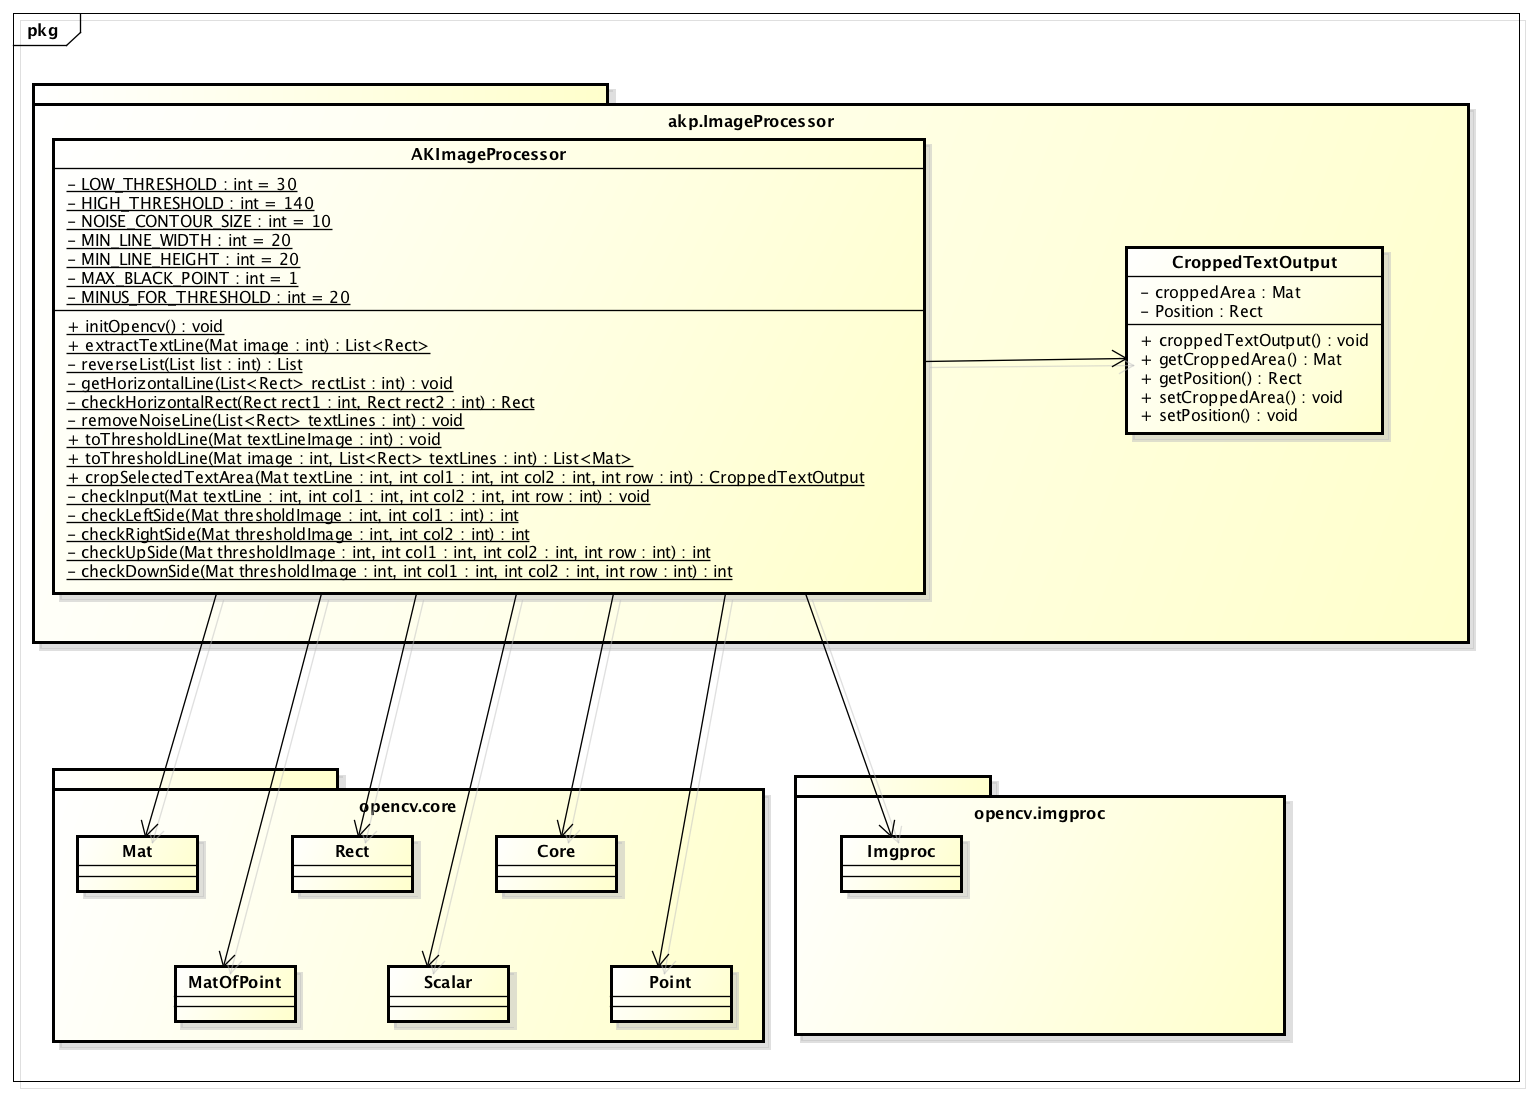 pkg
akp.ImageProcessor
AKImageProcessor
- LOW_THRESHOLD : int = 30
- HIGH_THRESHOLD : int = 140
- NOISE_CONTOUR_SIZE : int = 10
- MIN_LINE_WIDTH : int = 20
- MIN_LINE_HEIGHT : int = 20
- MAX_BLACK_POINT : int = 1
- MINUS_FOR_THRESHOLD : int = 20
+ initOpencv() : void
+ extractTextLine(Mat image : int) : List<Rect>
- reverseList(List list : int) : List
- getHorizontalLine(List<Rect> rectList : int) : void
- checkHorizontalRect(Rect rect1 : int, Rect rect2 : int) : Rect
- removeNoiseLine(List<Rect> textLines : int) : void
+ toThresholdLine(Mat textLineImage : int) : void
+ toThresholdLine(Mat image : int, List<Rect> textLines : int) : List<Mat>
+ cropSelectedTextArea(Mat textLine : int, int col1 : int, int col2 : int, int row : int) : CroppedTextOutput
- checkInput(Mat textLine : int, int col1 : int, int col2 : int, int row : int) : void
- checkLeftSide(Mat thresholdImage : int, int col1 : int) : int
- checkRightSide(Mat thresholdImage : int, int col2 : int) : int
- checkUpSide(Mat thresholdImage : int, int col1 : int, int col2 : int, int row : int) : int
- checkDownSide(Mat thresholdImage : int, int col1 : int, int col2 : int, int row : int) : int
CroppedTextOutput
- croppedArea : Mat
- Position : Rect
+ croppedTextOutput() : void
+ getCroppedArea() : Mat
+ getPosition() : Rect
+ setCroppedArea() : void
+ setPosition() : void
opencv.core
Mat
Rect
Core
MatOfPoint
Scalar
Point
opencv.imgproc
Imgproc